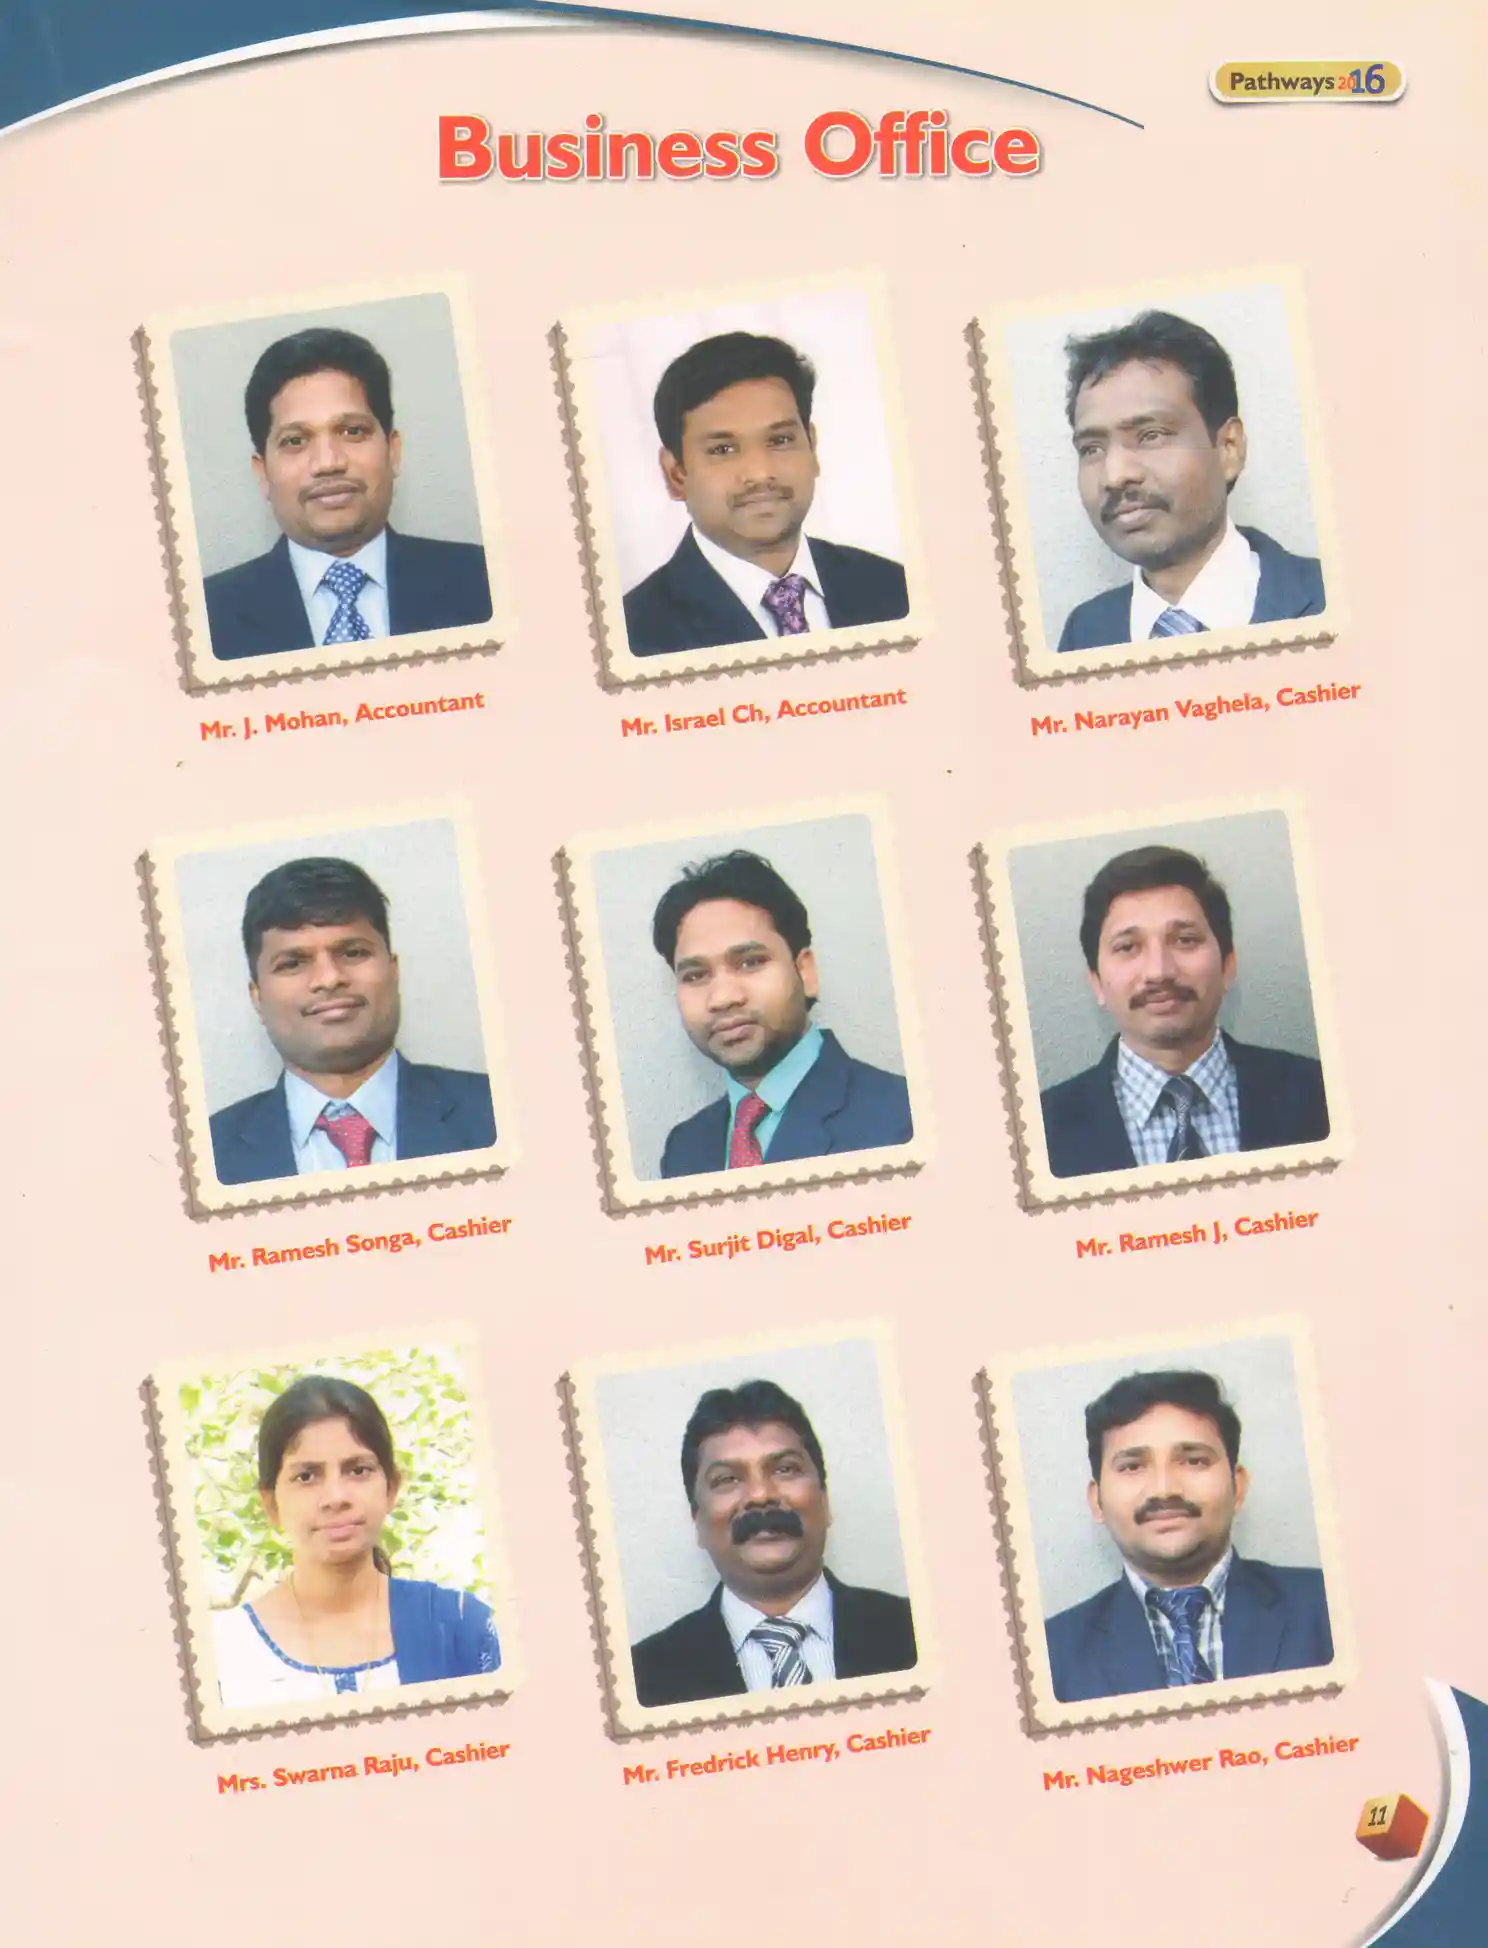 Pathways 2016
Business Office
Mr. J. Mohan, Accountant
Mr. Israel Ch, Accountant
Mr. Narayan Vaghela, Cashier
Mr. Ramesh Songa, Cashier
Mr. Surjit Digal, Cashier
Mr. Ramesh J, Cashier
Mrs. Swarna Raju, Cashier
Mr. Fredrick Henry, Cashier
Mr. Nageshwer Rao, Cashier
11